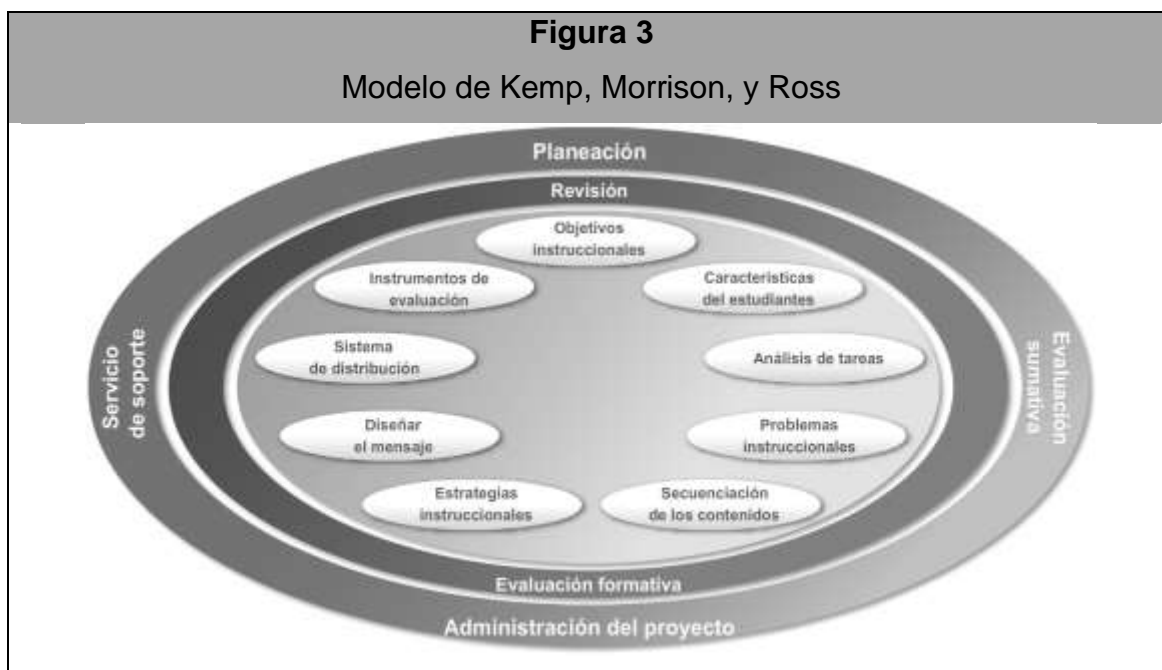 Figura 3
Modelo de Kemp, Morrison, y Ross
Planeación
Revisión
Objetivos
instruccionales
Instrumentos de
evaluación
Características
del estudiantes
Sistema
de distribución
Análisis de tareas
Diseñar
el mensaje
Problemas
instruccionales
Estrategias
instruccionales
Secuenciación
de los contenidos
Servicio
de soporte
Evaluación
sumativa
Evaluación formativa
Administración del proyecto